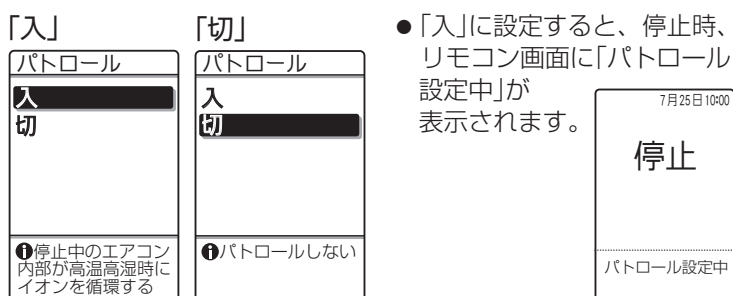 「入」
パトロール
入
切
❶停止中のエアコン
内部が高温高湿時に
イオンを循環する
「切」
パトロール
入
切
❶パトロールしない
●「入」に設定すると、停止時、
リモコン画面に「パトロール
設定中」が
表示されます。
7月25日10:00
停止
パトロール設定中